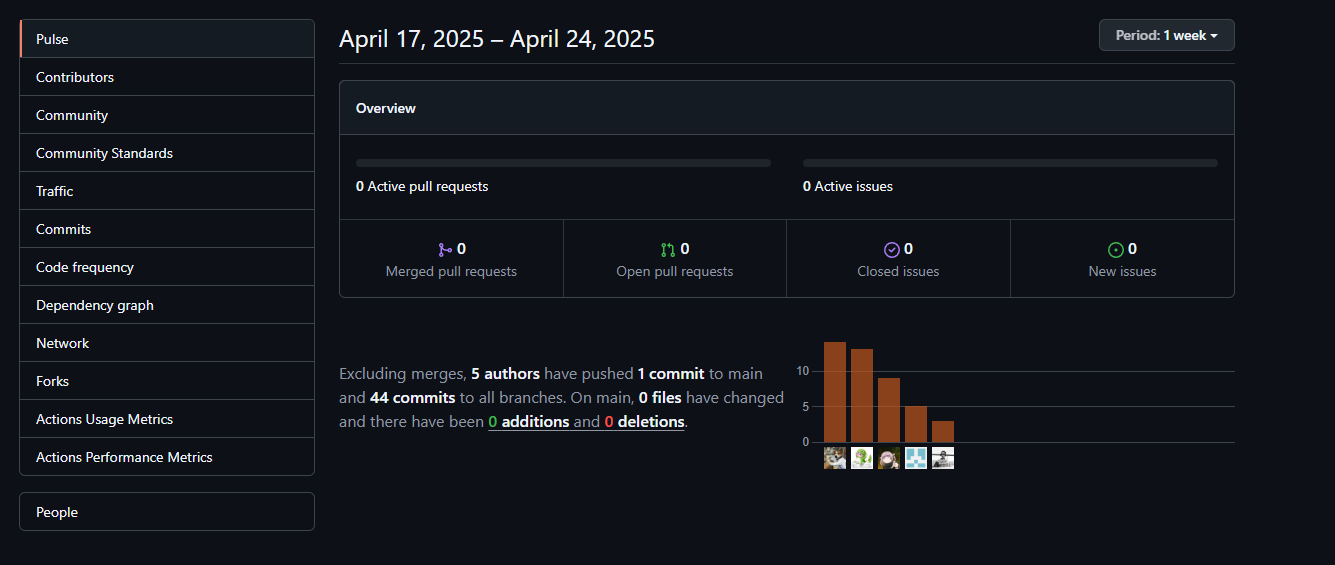 Pulse
Contributors
Community
Community Standards
Traffic
Commits
Code frequency
Dependency graph
Network
Forks
Actions Usage Metrics
Actions Performance Metrics
People
April 17, 2025 – April 24, 2025
Period: 1 week
Overview
0 Active pull requests
0 Active issues
0
Merged pull requests
0
Open pull requests
0
Closed issues
0
New issues
Excluding merges, 5 authors have pushed 1 commit to main
and 44 commits to all branches. On main, 0 files have changed
and there have been 0 additions and 0 deletions.
10
5
0